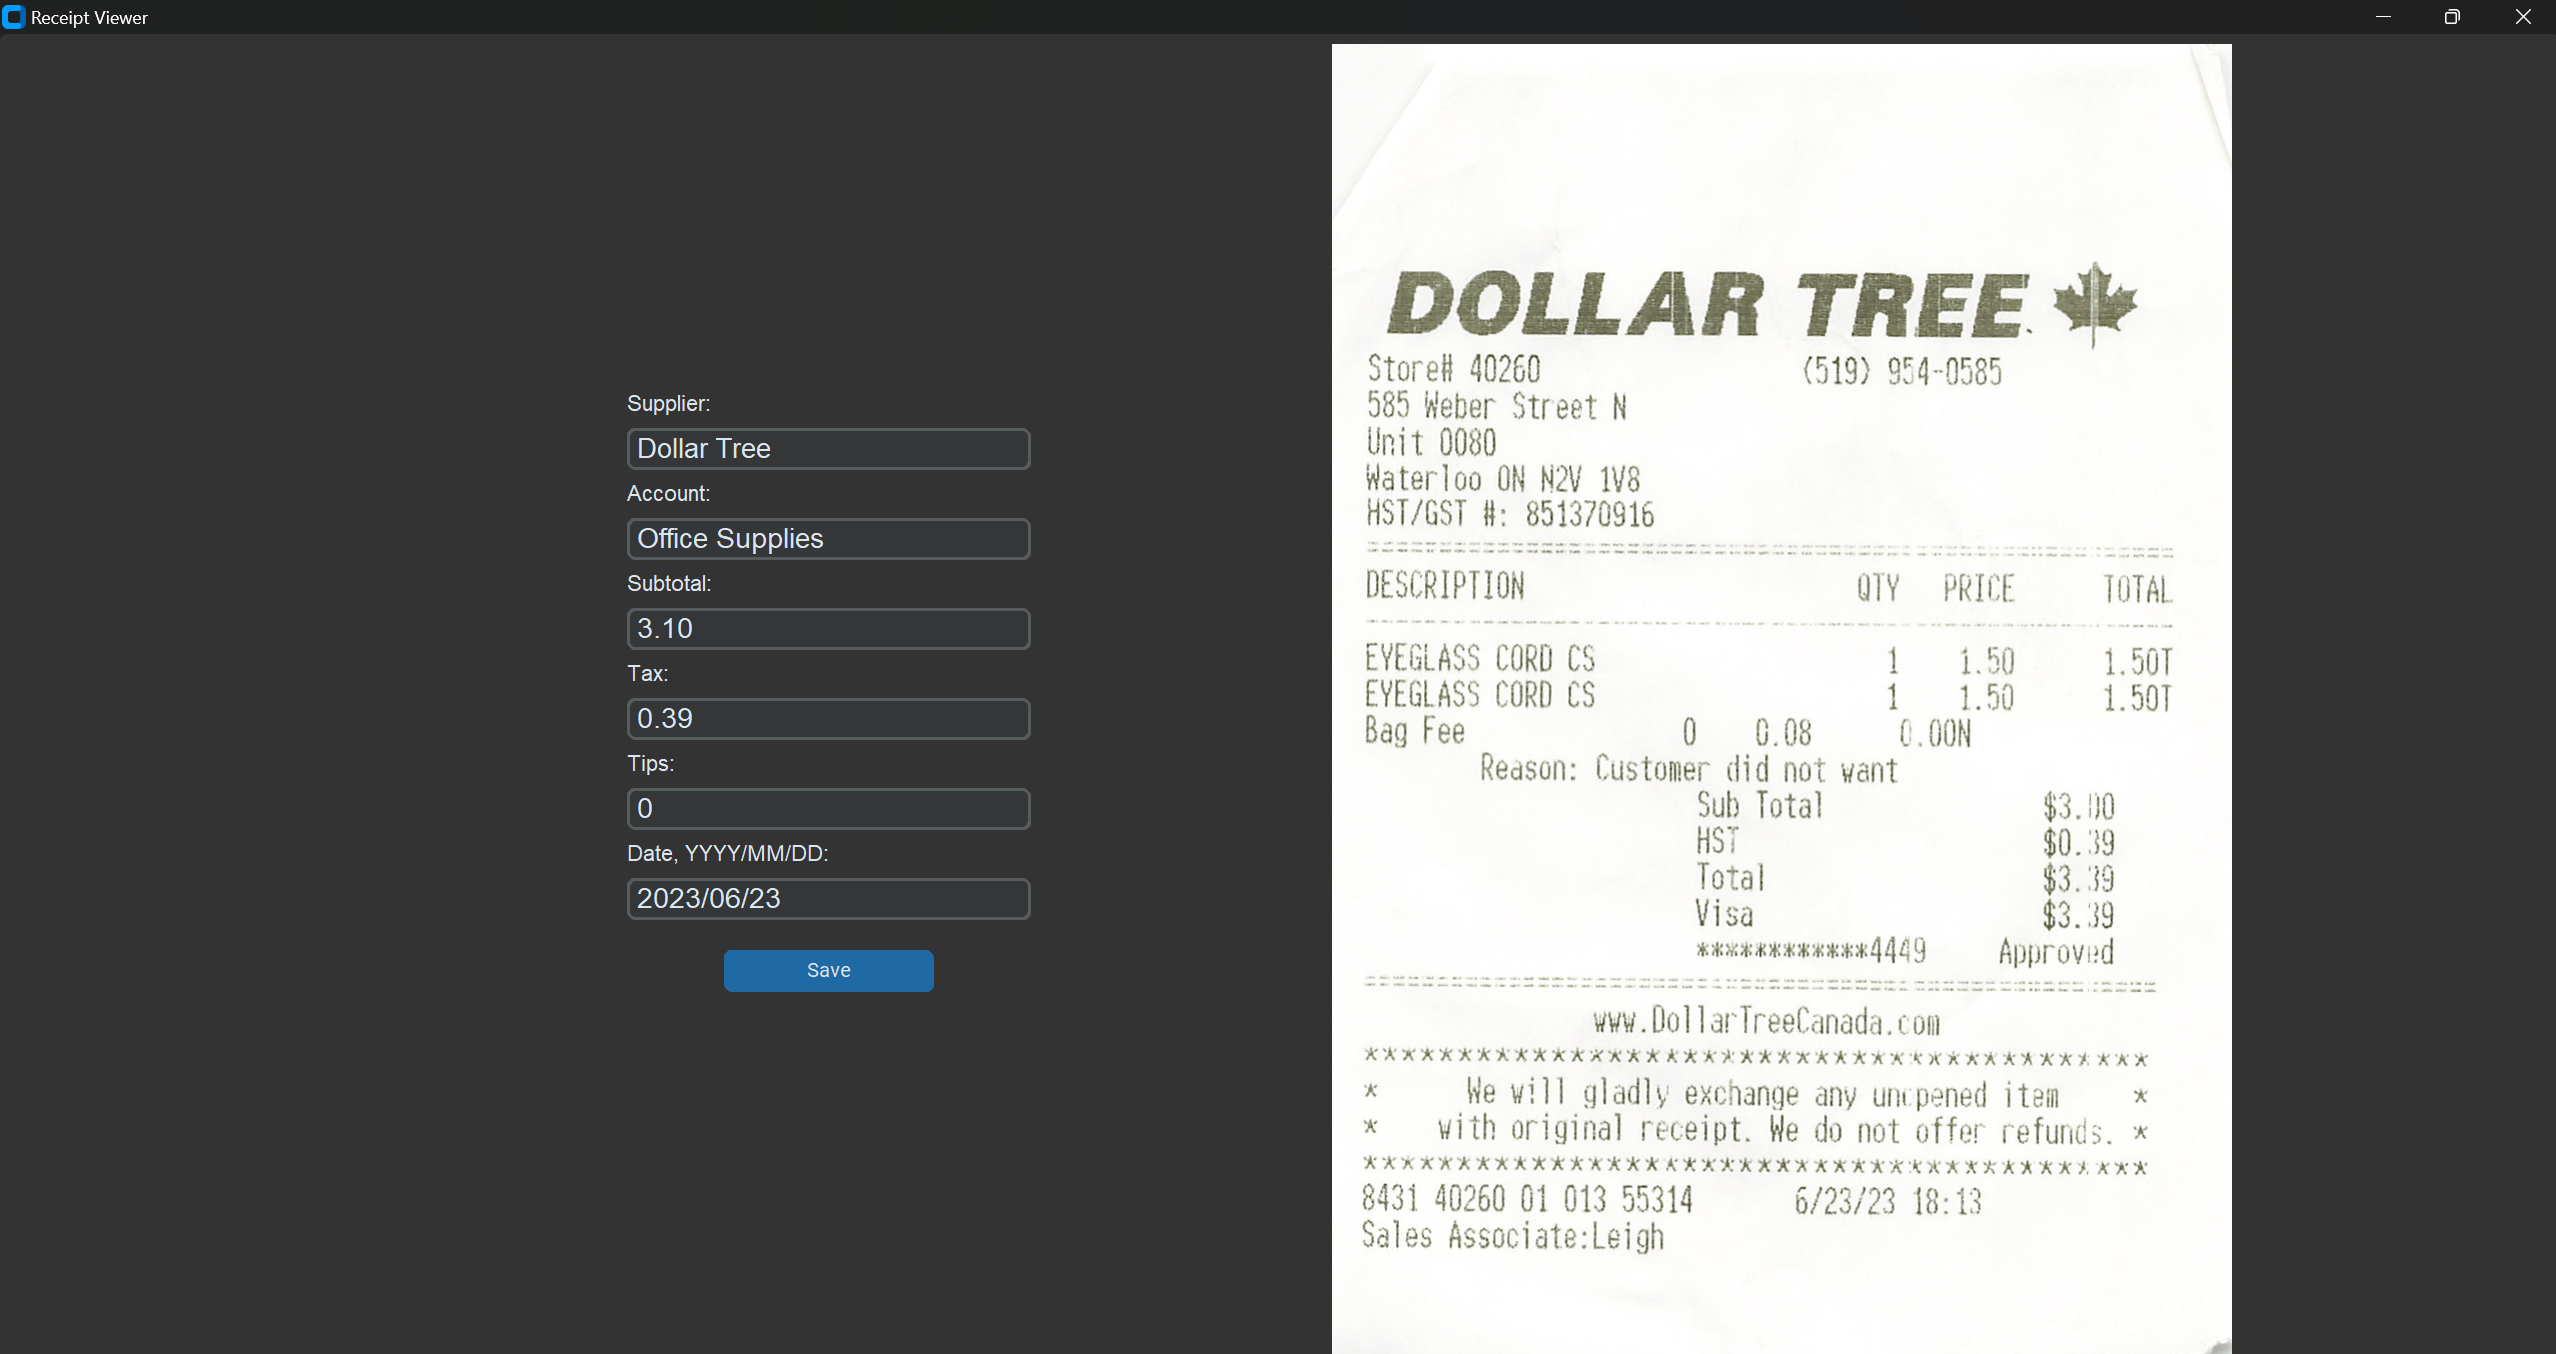 Receipt Viewer
Supplier:
Dollar Tree
Account:
Office Supplies
Subtotal:
3.10
Tax:
0.39
Tips:
0
Date, YYYY/MM/DD:
2023/06/23
Save
DOLLAR TREE
Store# 40260 (519) 954-0585
585 Weber Street N
Unit 0080
Waterloo ON N2V 1V8
HST/GST #: 851370916
DESCRIPTION QTY PRICE TOTAL
EYEGLASS CORD CS 1 1.50 1.50T
EYEGLASS CORD CS 1 1.50 1.50T
Bag Fee 0 0.08 0.00N
Reason: Customer did not want
Sub Total $3.00
HST $0.39
Total $3.39
Visa $3.39
************4449 Approved
www.DollarTreeCanada.com
******************************************
* We will gladly exchange any unopened item *
* with original receipt. We do not offer refunds. *
******************************************
8431 40260 01 013 55314 6/23/23 18:13
Sales Associate:Leigh